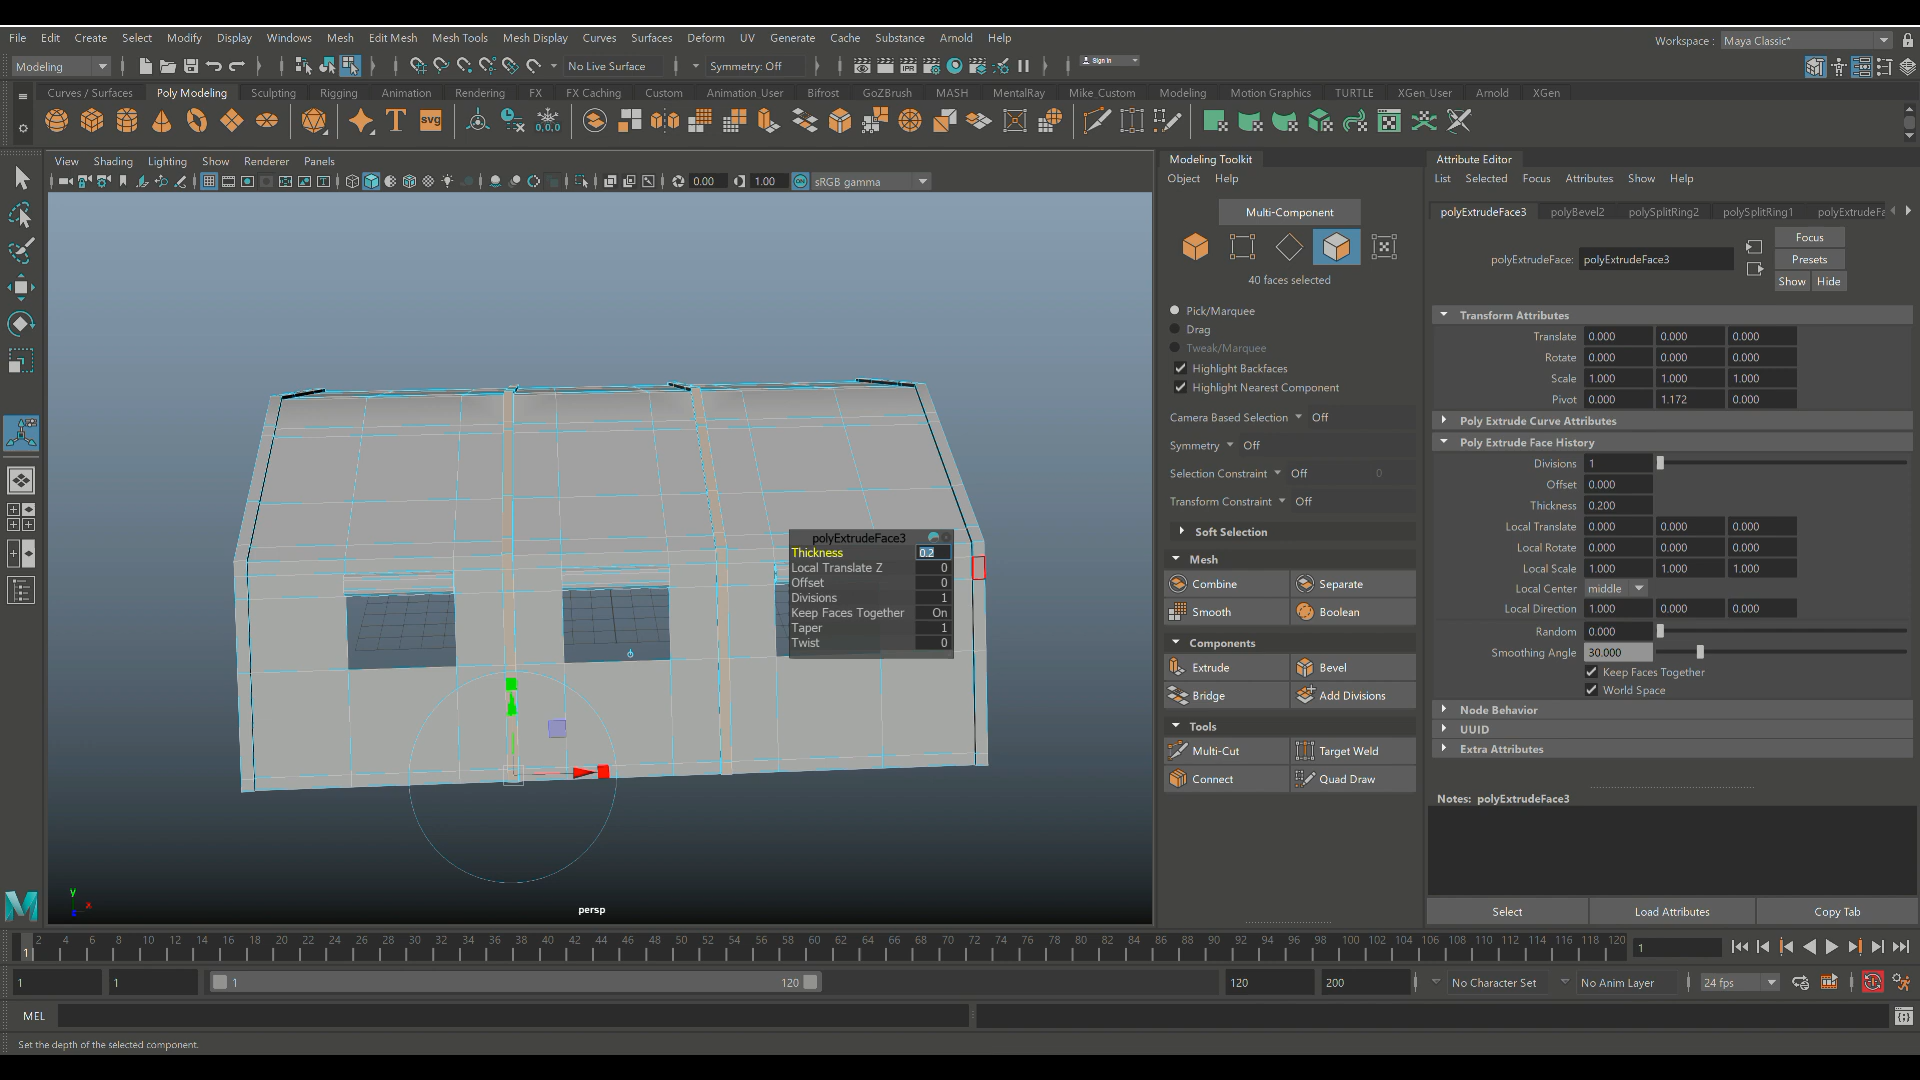 File Edit Create Select Modify Display Windows Mesh Edit Mesh Mesh Tools Mesh Display Curves Surfaces Deform UV Generate Cache Substance Arnold Help
Workspace : Maya Classic*
Modeling No Live Surface Symmetry: Off Sign In
Curves / Surfaces Poly Modeling Sculpting Rigging Animation Rendering FX FX Caching Custom Animation_User Bifrost GoZBrush MASH MentalRay Mike_Custom Modeling Motion Graphics TURTLE XGen_User Arnold XGen
T svg 0,0,0
View Shading Lighting Show Renderer Panels
0.00 1.00 ON sRGB gamma
polyExtrudeFace3
Thickness 0.2
Local Translate Z 0
Offset 0
Divisions 1
Keep Faces Together On
Taper 1
Twist 0
y
x
persp
Modeling Toolkit
Object Help
Multi-Component
40 faces selected
Pick/Marquee
Drag
Tweak/Marquee
Highlight Backfaces
Highlight Nearest Component
Camera Based Selection Off
Symmetry Off
Selection Constraint Off 0
Transform Constraint Off
Soft Selection
Mesh
Combine Separate
Smooth Boolean
Components
Extrude Bevel
Bridge Add Divisions
Tools
Multi-Cut Target Weld
Connect Quad Draw
Attribute Editor
List Selected Focus Attributes Show Help
polyExtrudeFace3 polyBevel2 polySplitRing2 polySplitRing1 polyExtrudeFa
polyExtrudeFace: polyExtrudeFace3
Focus
Presets
Show Hide
Transform Attributes
Translate 0.000 0.000 0.000
Rotate 0.000 0.000 0.000
Scale 1.000 1.000 1.000
Pivot 0.000 1.172 0.000
Poly Extrude Curve Attributes
Poly Extrude Face History
Divisions 1
Offset 0.000
Thickness 0.200
Local Translate 0.000 0.000 0.000
Local Rotate 0.000 0.000 0.000
Local Scale 1.000 1.000 1.000
Local Center middle
Local Direction 1.000 0.000 0.000
Random 0.000
Smoothing Angle 30.000
Keep Faces Together
World Space
Node Behavior
UUID
Extra Attributes
Notes: polyExtrudeFace3
Select Load Attributes Copy Tab
2 4 6 8 10 12 14 16 18 20 22 24 26 28 30 32 34 36 38 40 42 44 46 48 50 52 54 56 58 60 62 64 66 68 70 72 74 76 78 80 82 84 86 88 90 92 94 96 98 100 102 104 106 108 110 112 114 116 118 120
1 1
1 1 1 120 120 200 No Character Set No Anim Layer 24 fps
MEL
Set the depth of the selected component.